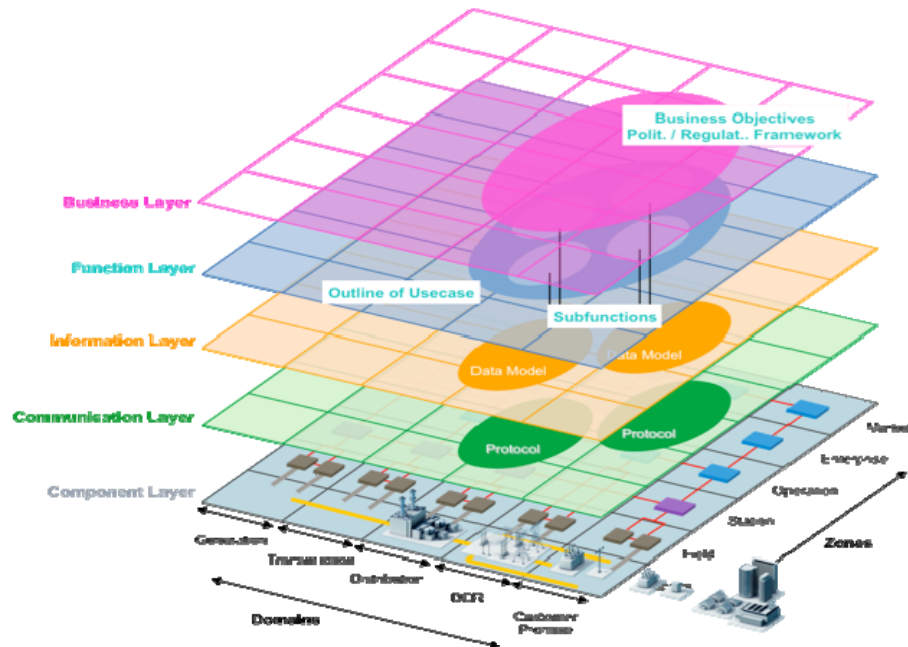 Business Objectives
Polit. / Regulat.. Framework
Business Layer
Function Layer
Outline of Usecase
Subfunctions
Information Layer
Data Model
Data Model
Communication Layer
Protocol
Protocol
Component Layer
Market
Enterprise
Operation
Station
Field
Zones
Generation
Transmission
Distribution
DER
Customer
Premise
Domains